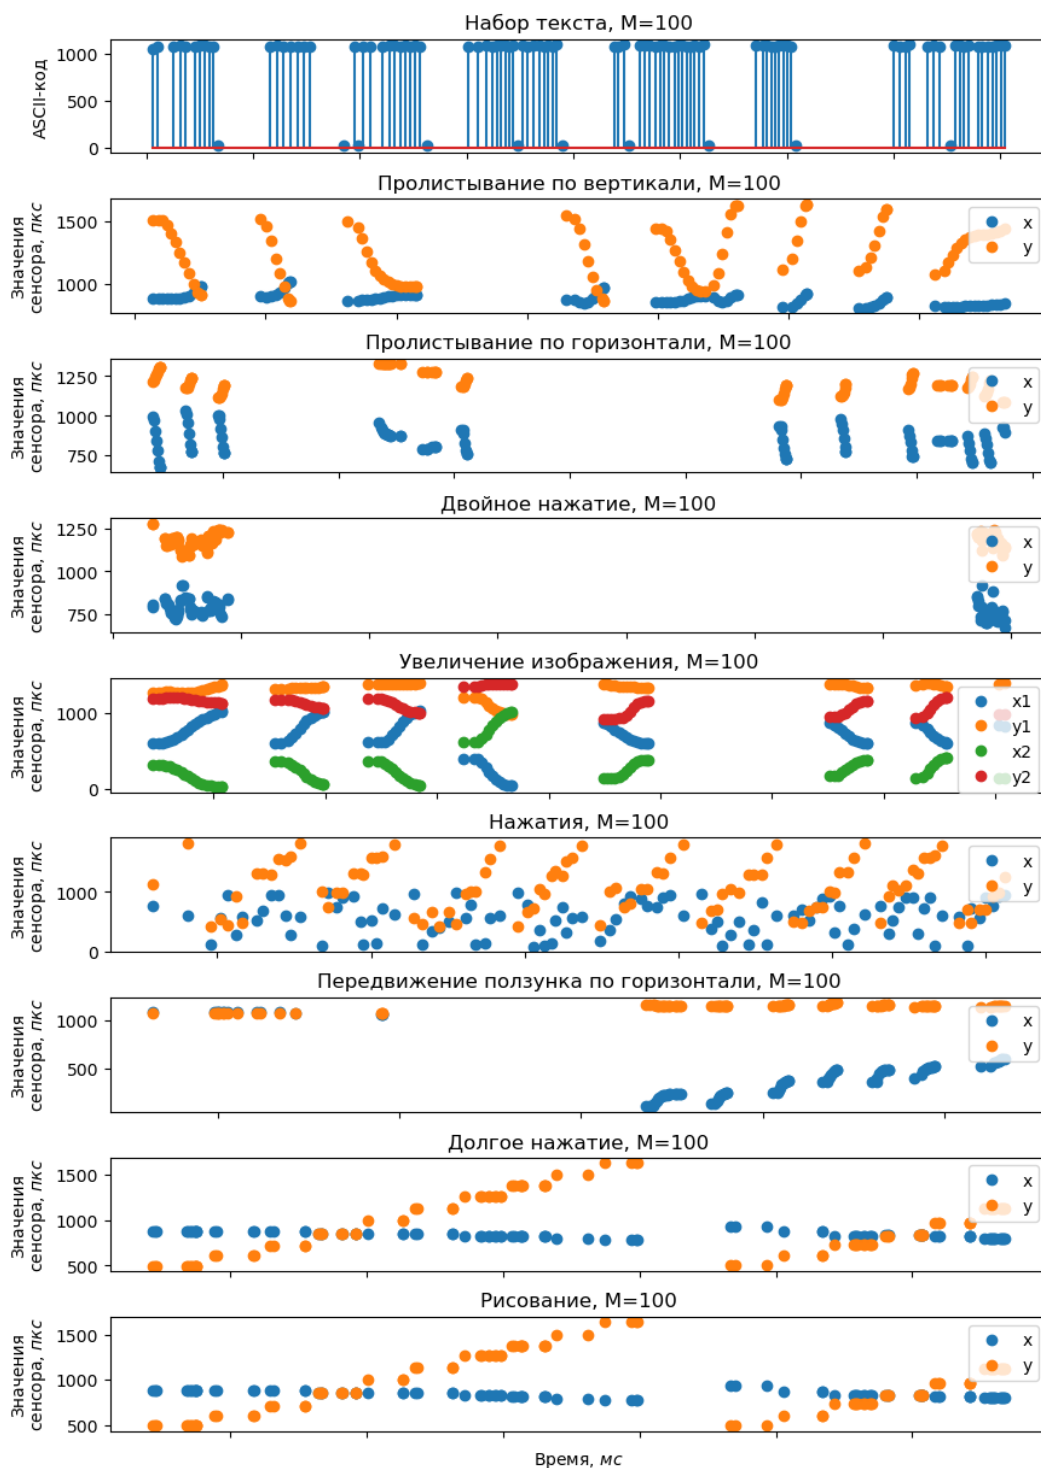 Набор текста, M=100
ASCII-код
1000
500
0
Пролистывание по вертикали, M=100
Значения
сенсора, пкс
1500
1000
x
y
Пролистывание по горизонтали, M=100
Значения
сенсора, пкс
1250
1000
750
x
y
Двойное нажатие, M=100
Значения
сенсора, пкс
1250
1000
750
x
y
Увеличение изображения, M=100
Значения
сенсора, пкс
1000
0
x1
y1
x2
y2
Нажатия, M=100
Значения
сенсора, пкс
1000
0
x
y
Передвижение ползунка по горизонтали, M=100
Значения
сенсора, пкс
1000
500
x
y
Долгое нажатие, M=100
Значения
сенсора, пкс
1500
1000
500
x
y
Рисование, M=100
Значения
сенсора, пкс
1500
1000
500
x
y
Время, мс